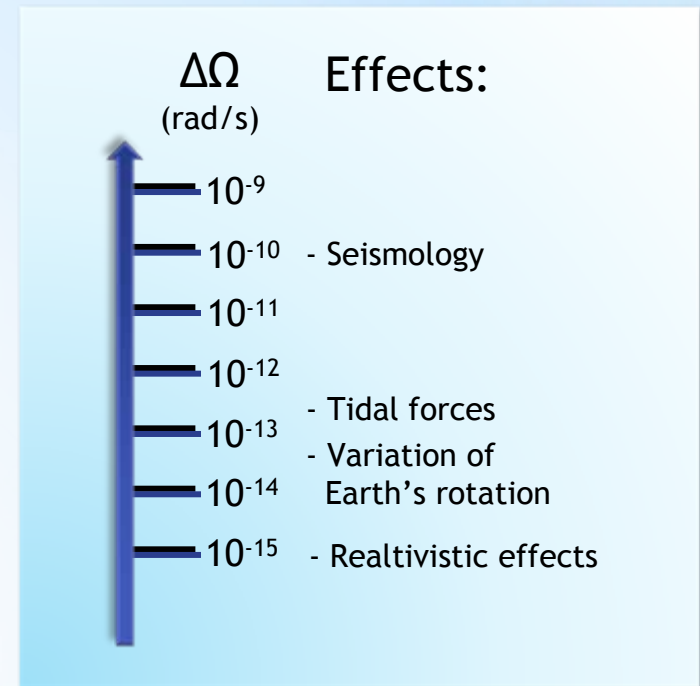 ΔΩ Effects:
(rad/s)
10⁻⁹
10⁻¹⁰ - Seismology
10⁻¹¹
10⁻¹²
- Tidal forces
10⁻¹³
- Variation of
10⁻¹⁴ Earth’s rotation
10⁻¹⁵ - Realtivistic effects